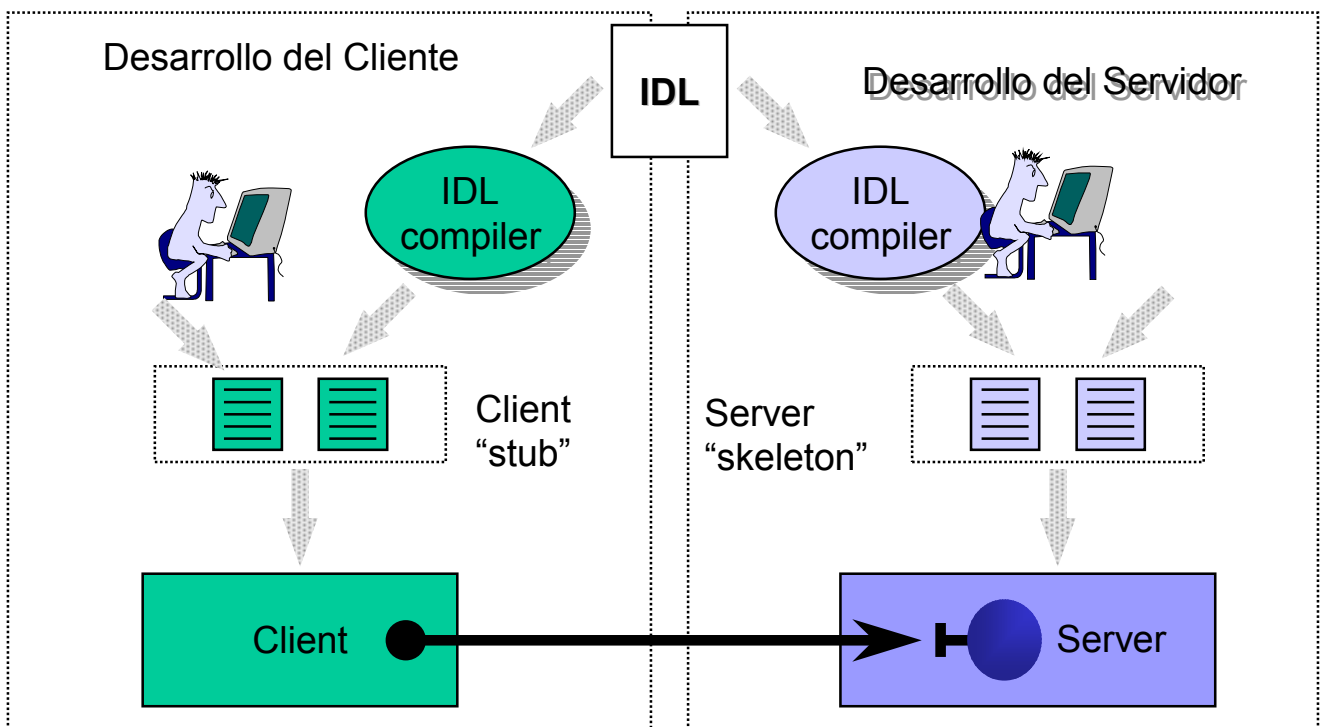 Desarrollo del Cliente
IDL
Desarrollo del Servidor
IDL
compiler
IDL
compiler
Client
“stub”
Server
“skeleton”
Client
Server